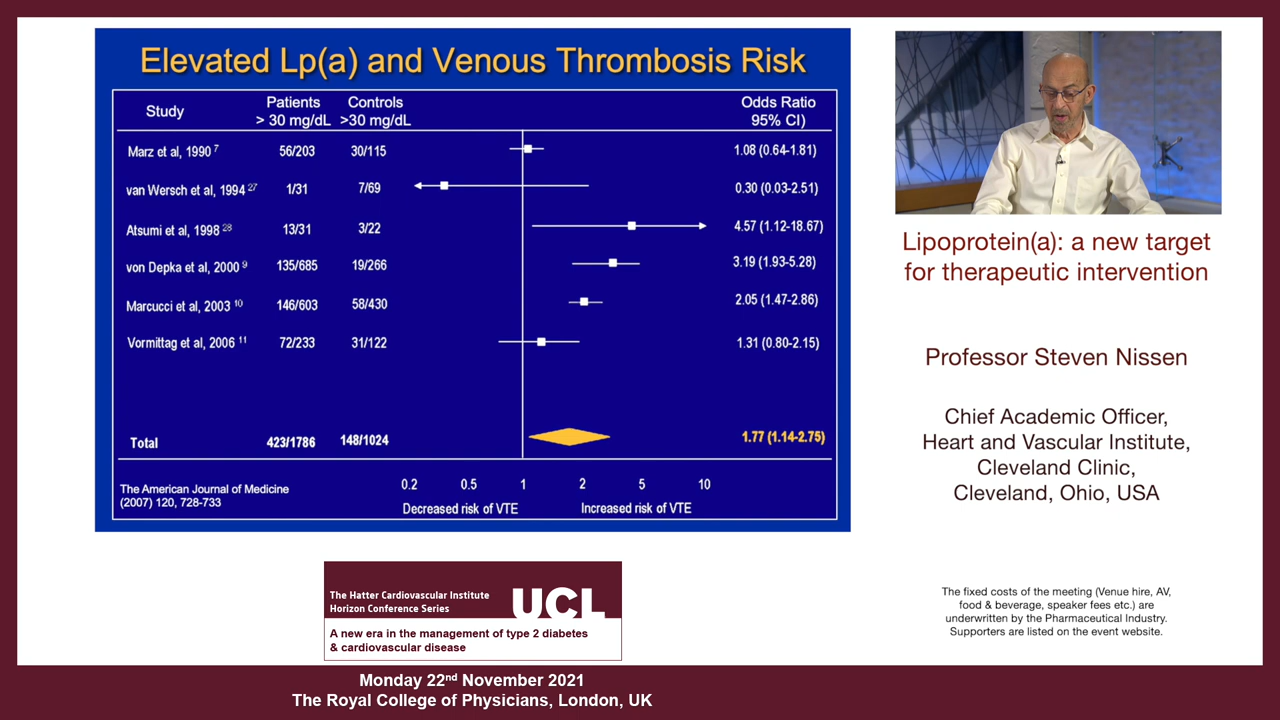 Elevated Lp(a) and Venous Thrombosis Risk
Study Patients > 30 mg/dL Controls >30 mg/dL Odds Ratio 95% CI)
Marz et al, 1990 7 56/203 30/115 1.08 (0.64-1.81)
van Wersch et al, 1994 27 1/31 7/69 0.30 (0.03-2.51)
Atsumi et al, 1998 28 13/31 3/22 4.57 (1.12-18.67)
von Depka et al, 2000 9 135/685 19/266 3.19 (1.93-5.28)
Marcucci et al, 2003 10 146/603 58/430 2.05 (1.47-2.86)
Vormittag et al, 2006 11 72/233 31/122 1.31 (0.80-2.15)
Total 423/1786 148/1024 1.77 (1.14-2.75)
0.2 0.5 1 2 5 10
Decreased risk of VTE Increased risk of VTE
The American Journal of Medicine
(2007) 120, 728-733
Lipoprotein(a): a new target
for therapeutic intervention
Professor Steven Nissen
Chief Academic Officer,
Heart and Vascular Institute,
Cleveland Clinic,
Cleveland, Ohio, USA
The fixed costs of the meeting (Venue hire, AV,
food & beverage, speaker fees etc.) are
underwritten by the Pharmaceutical Industry.
Supporters are listed on the event website.
The Hatter Cardiovascular Institute
Horizon Conference Series
UCL
A new era in the management of type 2 diabetes
& cardiovascular disease
Monday 22nd November 2021
The Royal College of Physicians, London, UK